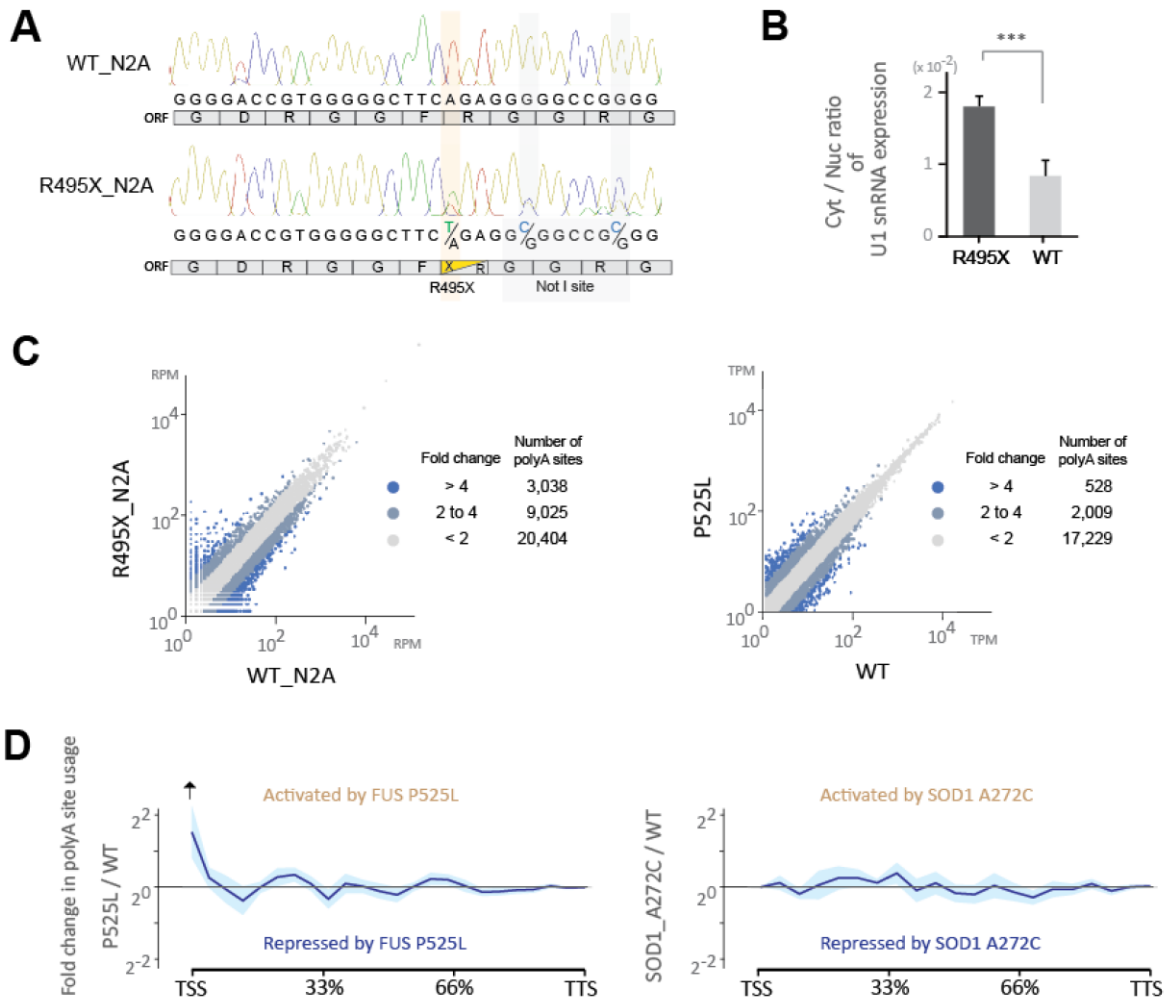 A
WT_N2A
GGGGACCGTGGGGGCTTCAGAGGGGGCCGGGG
ORF G D R G G F R G G R G
R495X_N2A
GGGGACCGTGGGGGCTTC T/A GAGG C/G GGCCG C/G GG
ORF G D R G G F X R G G R G
R495X
Not I site
B
***
(x 10-2)
2
1
0
Cyt / Nuc ratio
of
U1 snRNA expression
R495X WT
C
RPM
R495X_N2A
10^4
10^2
10^0
10^0 10^2 10^4 RPM
WT_N2A
Fold change Number of polyA sites
> 4 3,038
2 to 4 9,025
< 2 20,404
TPM
P525L
10^4
10^2
10^0
10^0 10^2 10^4 TPM
WT
Fold change Number of polyA sites
> 4 528
2 to 4 2,009
< 2 17,229
D
Fold change in polyA site usage
P525L / WT
2^2
2^0
2^-2
Activated by FUS P525L
Repressed by FUS P525L
TSS 33% 66% TTS
SOD1_A272C / WT
2^2
2^0
2^-2
Activated by SOD1 A272C
Repressed by SOD1 A272C
TSS 33% 66% TTS